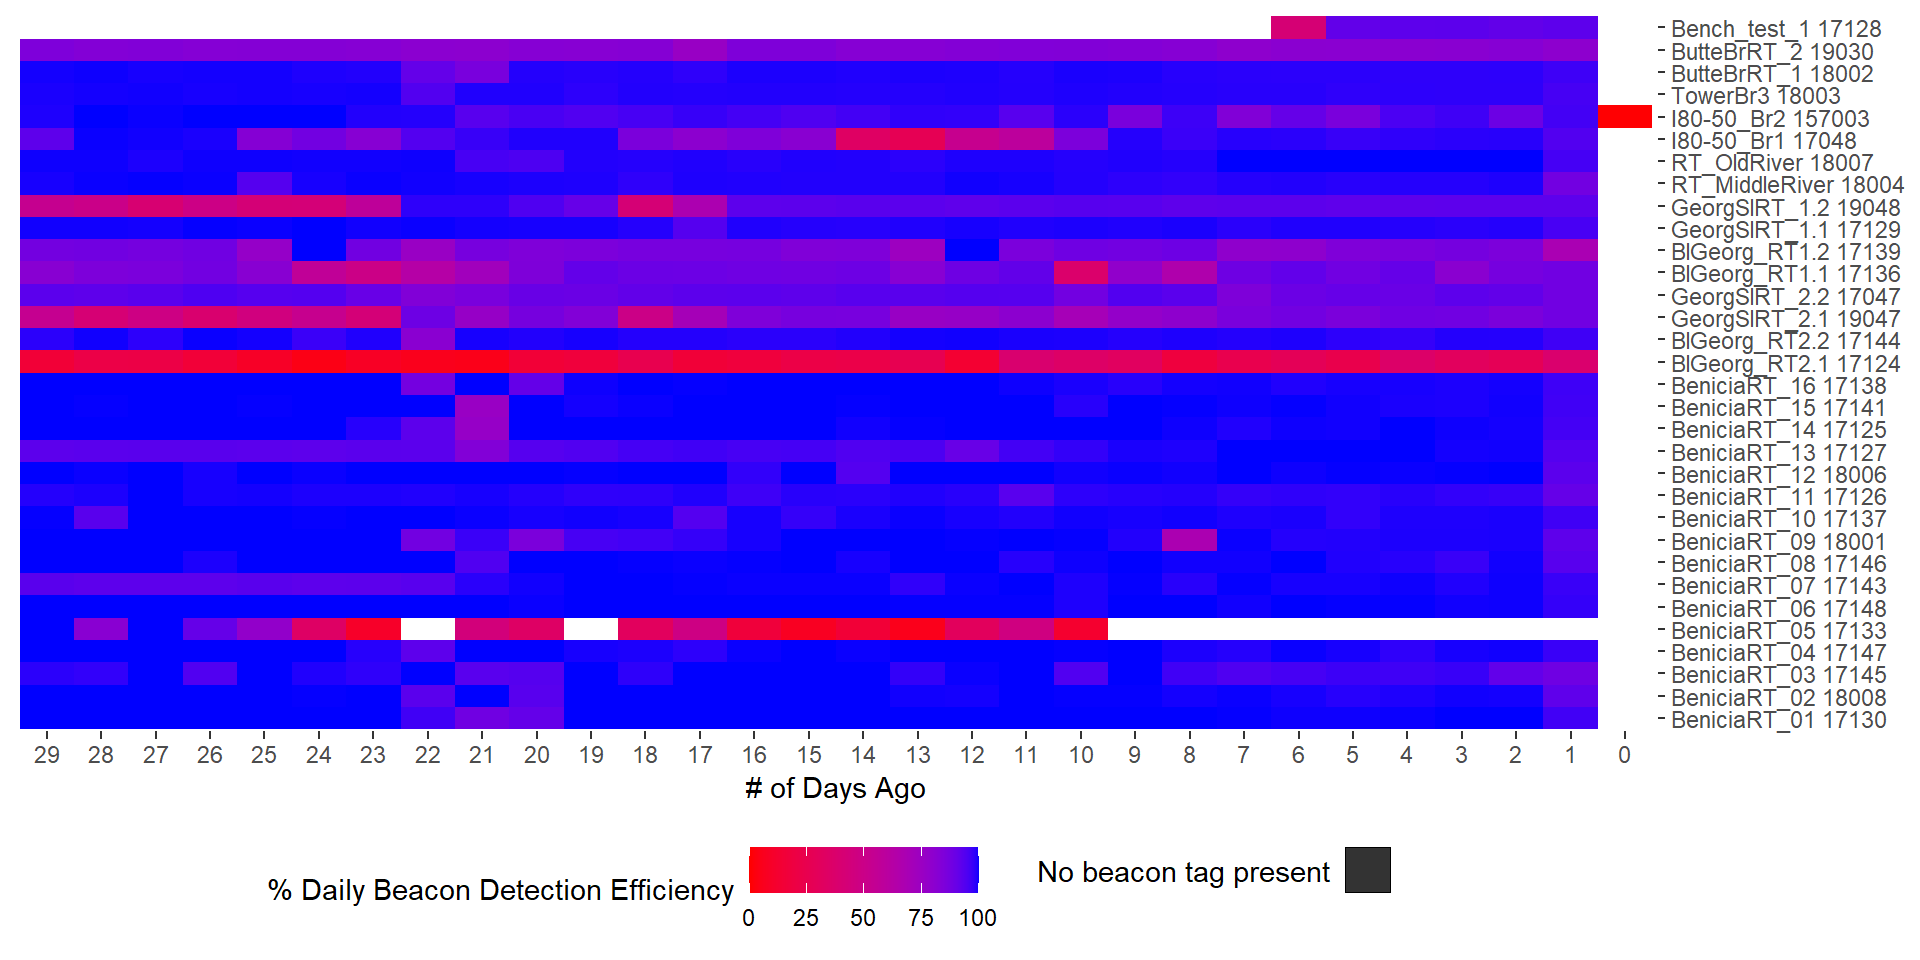 Bench_test_1 17128
ButteBrRT_2 19030
ButteBrRT_1 18002
TowerBr3 18003
I80-50_Br2 157003
I80-50_Br1 17048
RT_OldRiver 18007
RT_MiddleRiver 18004
GeorgSlRT_1.2 19048
GeorgSlRT_1.1 17129
BlGeorg_RT1.2 17139
BlGeorg_RT1.1 17136
GeorgSlRT_2.2 17047
GeorgSlRT_2.1 19047
BlGeorg_RT2.2 17144
BlGeorg_RT2.1 17124
BeniciaRT_16 17138
BeniciaRT_15 17141
BeniciaRT_14 17125
BeniciaRT_13 17127
BeniciaRT_12 18006
BeniciaRT_11 17126
BeniciaRT_10 17137
BeniciaRT_09 18001
BeniciaRT_08 17146
BeniciaRT_07 17143
BeniciaRT_06 17148
BeniciaRT_05 17133
BeniciaRT_04 17147
BeniciaRT_03 17145
BeniciaRT_02 18008
BeniciaRT_01 17130
29 28 27 26 25 24 23 22 21 20 19 18 17 16 15 14 13 12 11 10 9 8 7 6 5 4 3 2 1 0
# of Days Ago
% Daily Beacon Detection Efficiency
0 25 50 75 100
No beacon tag present